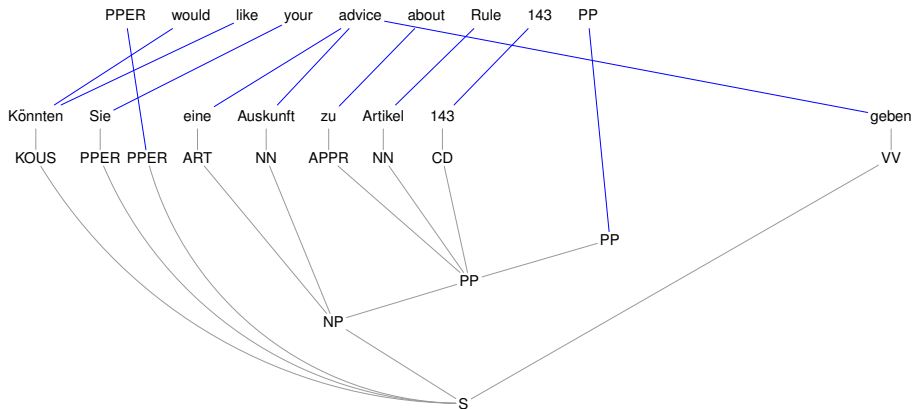 PPER would like your advice about Rule 143 PP
Könnten Sie eine Auskunft zu Artikel 143 geben
KOUS PPER PPER ART NN APPR NN CD VV
PP
PP
NP
S